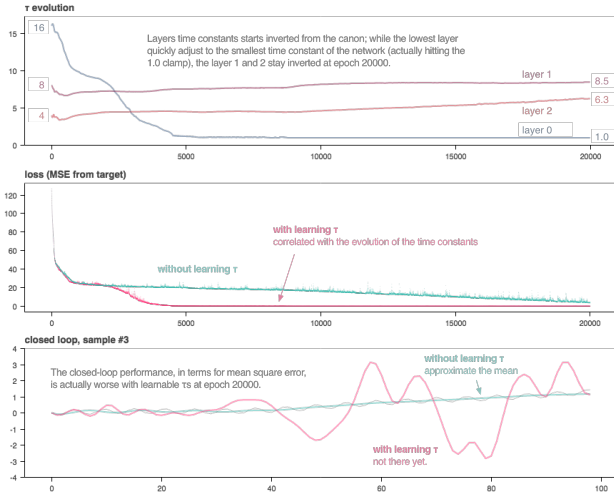 τ evolution
Layers time constants starts inverted from the canon; while the lowest layer
quickly adjust to the smallest time constant of the network (actually hitting the
1.0 clamp), the layer 1 and 2 stay inverted at epoch 20000.
16
15
10
8
5
4
0
layer 1
8.5
6.3
layer 2
layer 0
1.0
0 5000 10000 15000 20000
loss (MSE from target)
120
100
80
60
40
20
0
with learning τ
correlated with the evolution of the time constants
without learning τ
0 5000 10000 15000 20000
closed loop, sample #3
4
3
2
1
0
-1
-2
-3
-4
The closed-loop performance, in terms for mean square error,
is actually worse with learnable τs at epoch 20000.
without learning τ
approximate the mean
with learning τ
not there yet.
0 20 40 60 80 100